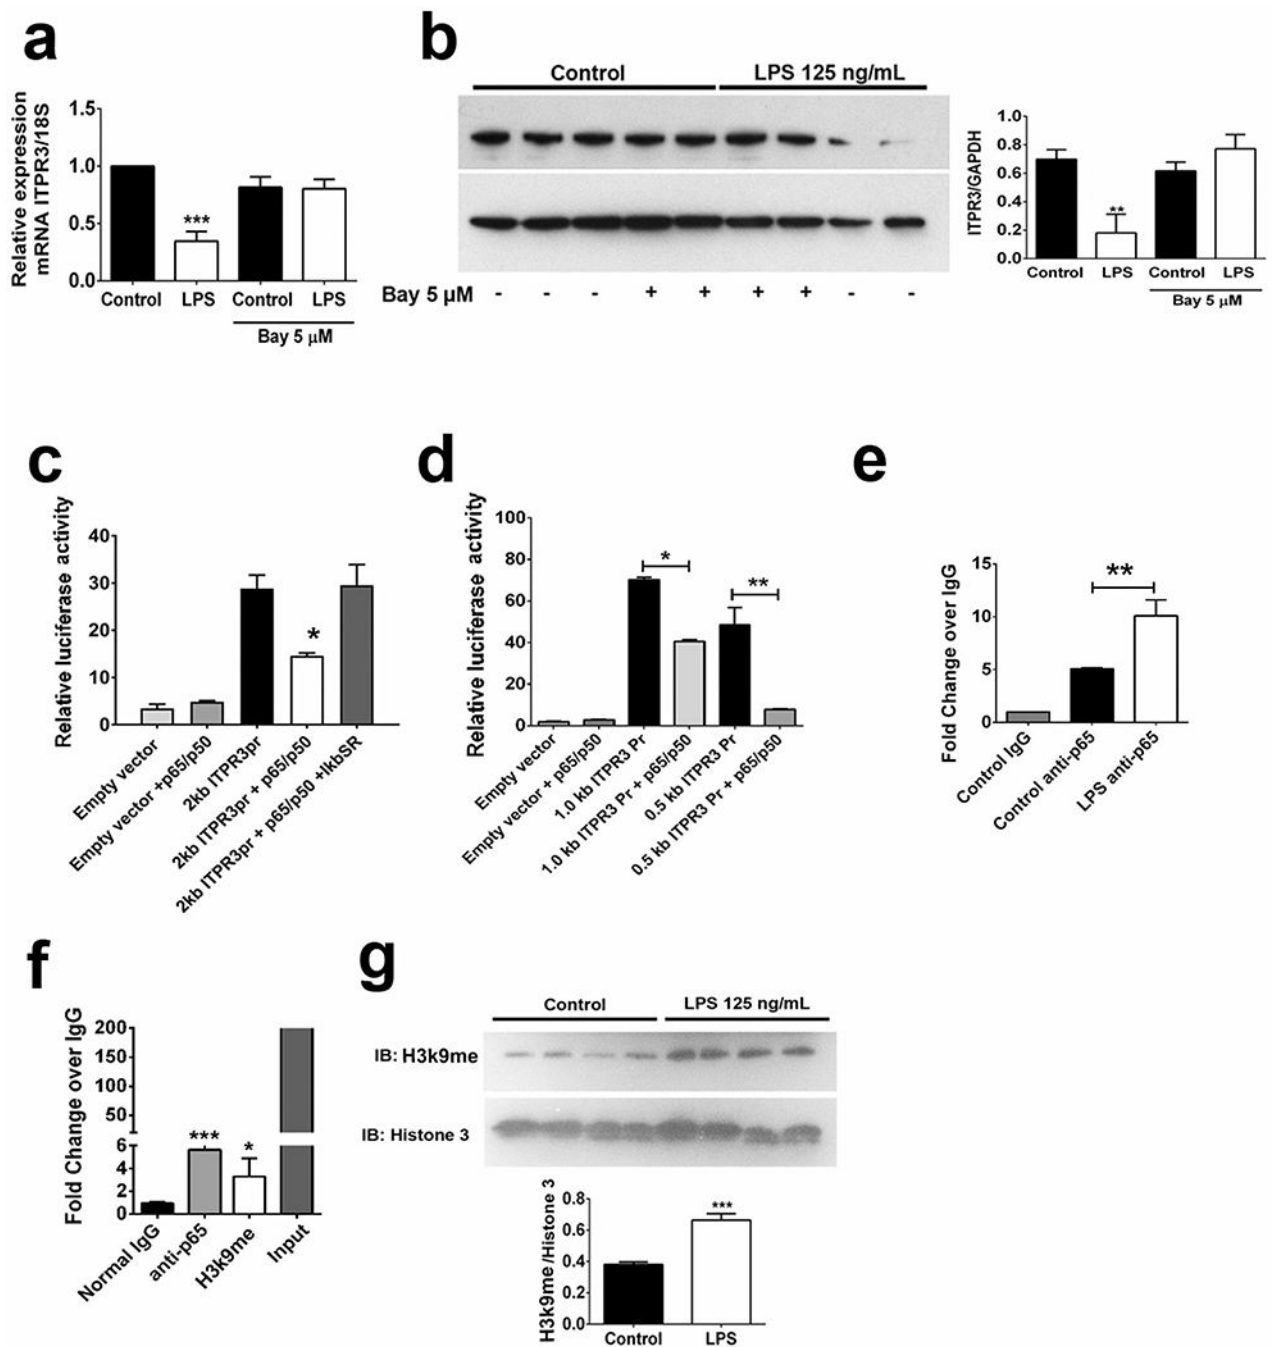 a
Relative expression
mRNA ITPR3/18S
1.5
1.0
0.5
0.0
***
Control
LPS
Control
LPS
Bay 5 μM
b
Control
LPS 125 ng/mL
Bay 5 μM - - - + + + + - -
ITPR3/GAPDH
1.0
0.8
0.6
0.4
0.2
0.0
**
Control
LPS
Control
LPS
Bay 5 μM
c
Relative luciferase activity
40
30
20
10
0
*
Empty vector
Empty vector +p65/p50
2kb ITPR3pr
2kb ITPR3pr + p65/p50
2kb ITPR3pr + p65/p50 +IkbSR
d
Relative luciferase activity
100
80
60
40
20
0
*
**
Empty vector
Empty vector + p65/p50
1.0 kb ITPR3 Pr
1.0 kb ITPR3 Pr + p65/p50
0.5 kb ITPR3 Pr
0.5 kb ITPR3 Pr + p65/p50
e
Fold Change over IgG
15
10
5
0
**
Control IgG
Control anti-p65
LPS anti-p65
f
Fold Change over IgG
200
150
100
50
6
4
2
0
***
*
Normal IgG
anti-p65
H3k9me
Input
g
Control
LPS 125 ng/mL
IB: H3k9me
IB: Histone 3
H3k9me/Histone 3
0.8
0.6
0.4
0.2
0.0
***
Control
LPS